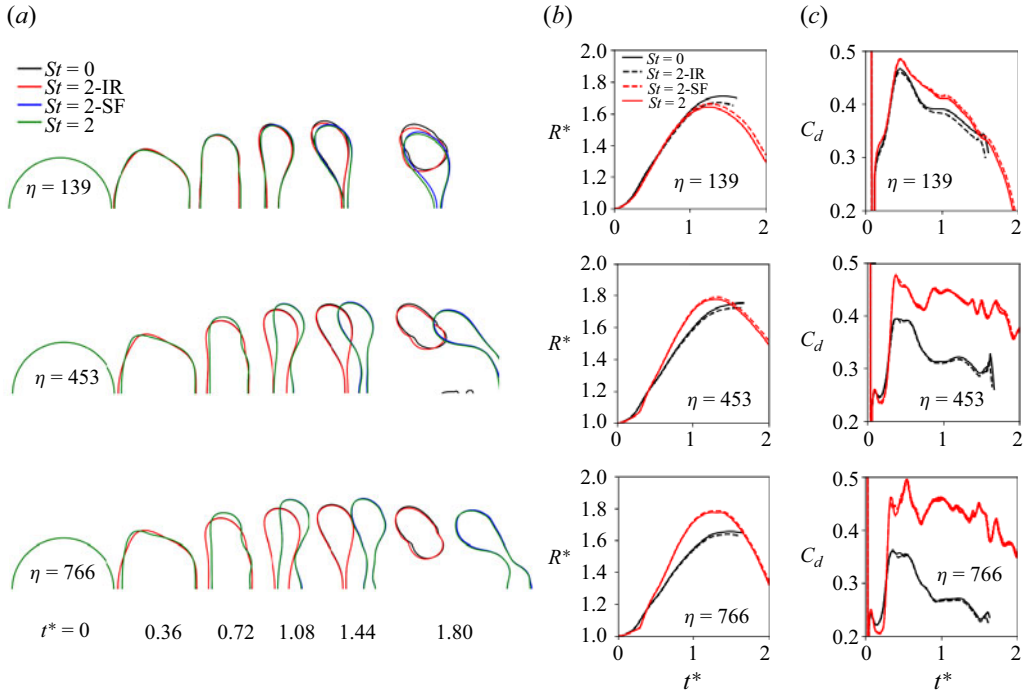 (a)
(b)
(c)
St = 0
St = 2-IR
St = 2-SF
St = 2
η = 139
η = 453
η = 766
t* = 0 0.36 0.72 1.08 1.44 1.80
2.0
1.8
1.6
R*
1.4
1.2
1.0
0 1 2
St = 0
St = 2-IR
St = 2-SF
St = 2
η = 139
2.0
1.8
1.6
R*
1.4
1.2
1.0
0 1 2
η = 453
2.0
1.8
1.6
R*
1.4
1.2
1.0
0 1 2
η = 766
t*
0.5
0.4
C_d
0.3
0.2
0 1 2
η = 139
0.5
0.4
C_d
0.3
0.2
0 1 2
η = 453
0.5
0.4
C_d
0.3
0.2
0 1 2
η = 766
t*